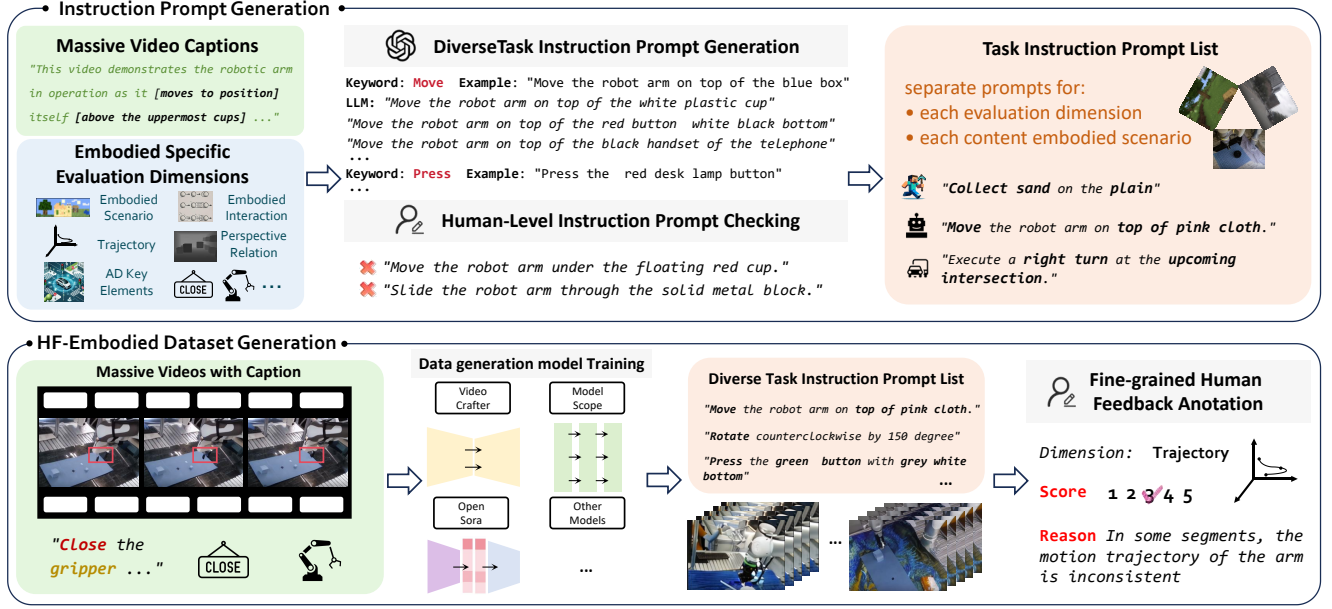 Instruction Prompt Generation
Massive Video Captions
"This video demonstrates the robotic arm
in operation as it [moves to position]
itself [above the uppermost cups] ..."
Embodied Specific
Evaluation Dimensions
Embodied
Scenario
Embodied
Interaction
Trajectory
Perspective
Relation
AD Key
Elements
CLOSE
...
DiverseTask Instruction Prompt Generation
Keyword: Move Example: "Move the robot arm on top of the blue box"
LLM: "Move the robot arm on top of the white plastic cup"
"Move the robot arm on top of the red button white black bottom"
"Move the robot arm on top of the black handset of the telephone"
...
Keyword: Press Example: "Press the red desk lamp button"
...
Human-Level Instruction Prompt Checking
"Move the robot arm under the floating red cup."
"Slide the robot arm through the solid metal block."
Task Instruction Prompt List
separate prompts for:
• each evaluation dimension
• each content embodied scenario
"Collect sand on the plain"
"Move the robot arm on top of pink cloth."
"Execute a right turn at the upcoming
intersection."
HF-Embodied Dataset Generation
Massive Videos with Caption
"Close the
gripper ..."
CLOSE
Data generation model Training
Video
Crafter
Model
Scope
Open
Sora
Other
Models
...
Diverse Task Instruction Prompt List
"Move the robot arm on top of pink cloth."
"Rotate counterclockwise by 150 degree"
"Press the green button with grey white
bottom"
...
...
Fine-grained Human
Feedback Anotation
Dimension: Trajectory
Score 1 2 3 4 5
Reason In some segments, the
motion trajectory of the arm
is inconsistent